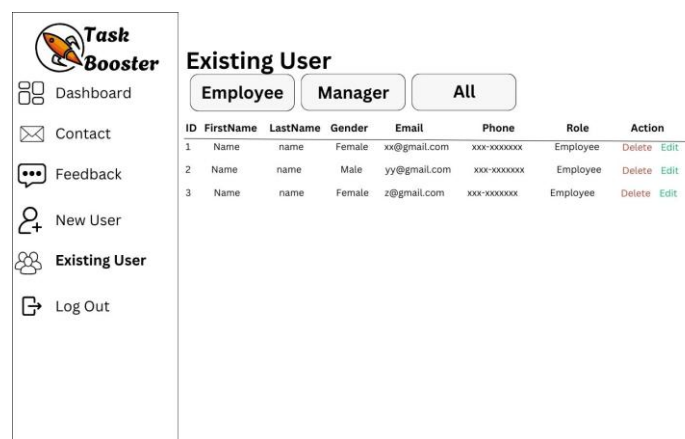 Task
Booster
Dashboard
Contact
Feedback
New User
Existing User
Log Out
Existing User
Employee Manager All
ID FirstName LastName Gender Email Phone Role Action
1 Name name Female xx@gmail.com xxx-xxxxxxx Employee Delete Edit
2 Name name Male yy@gmail.com xxx-xxxxxxx Employee Delete Edit
3 Name name Female z@gmail.com xxx-xxxxxxx Employee Delete Edit